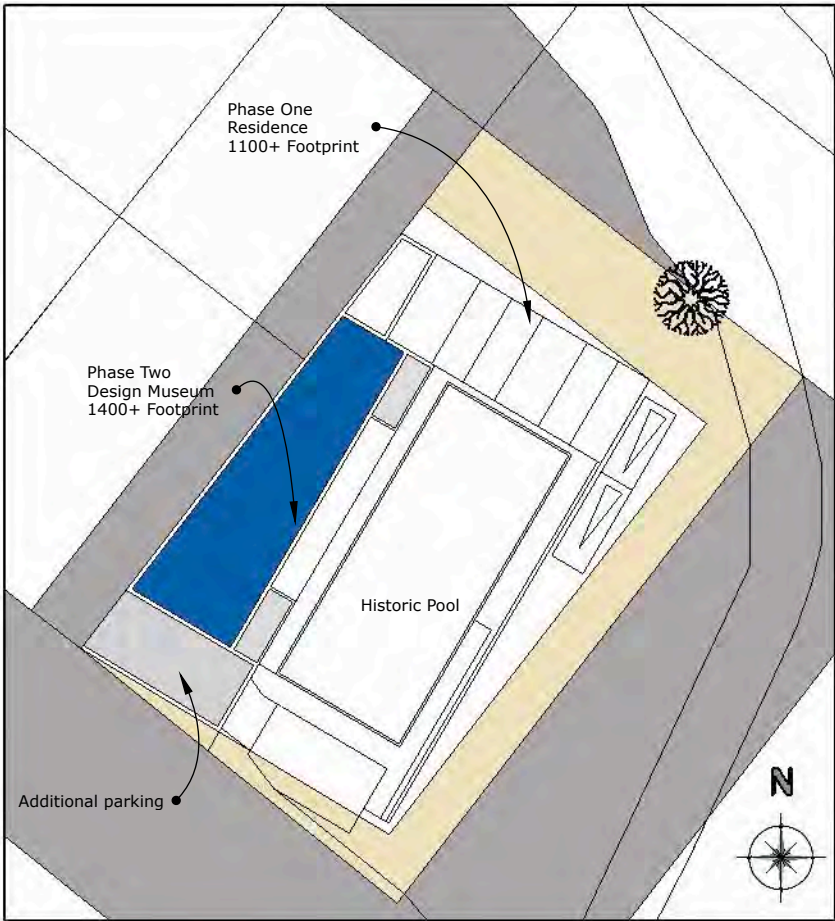 Phase One
Residence
1100+ Footprint
Phase Two
Design Museum
1400+ Footprint
Historic Pool
Additional parking
N